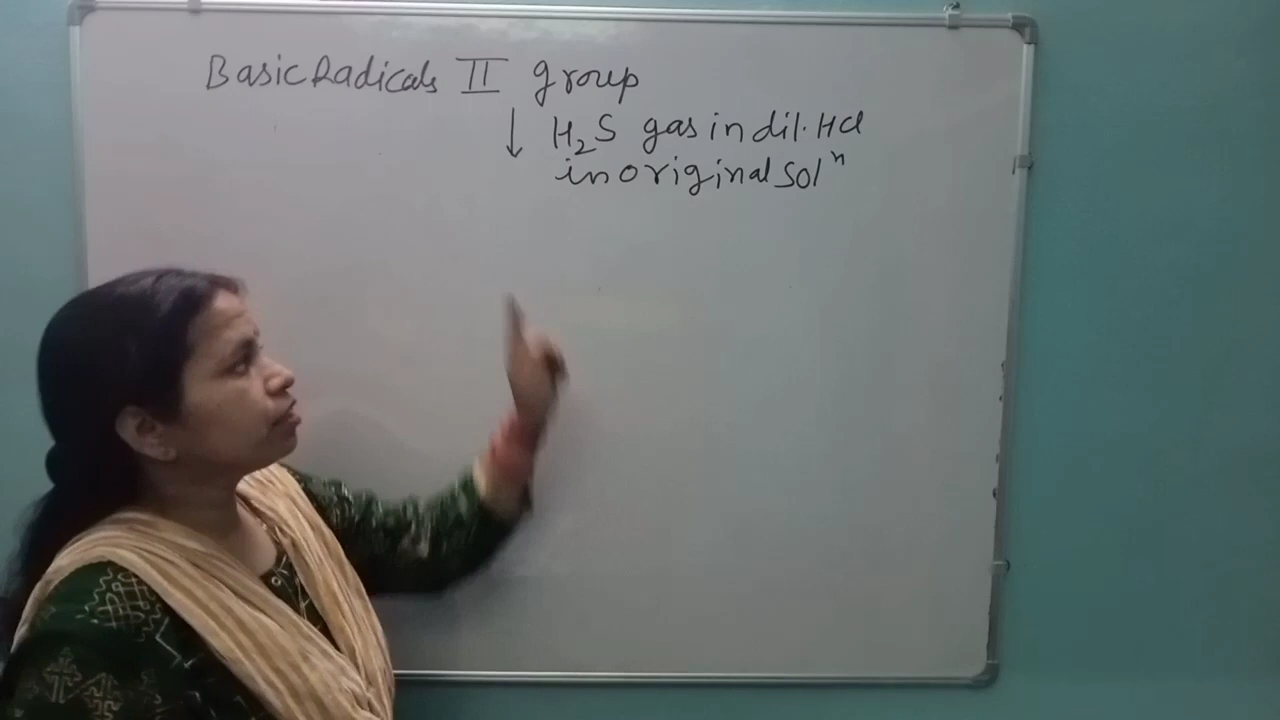 Basic Radicals II group
↓ H₂S gas in dil. HCl
in original Solⁿ